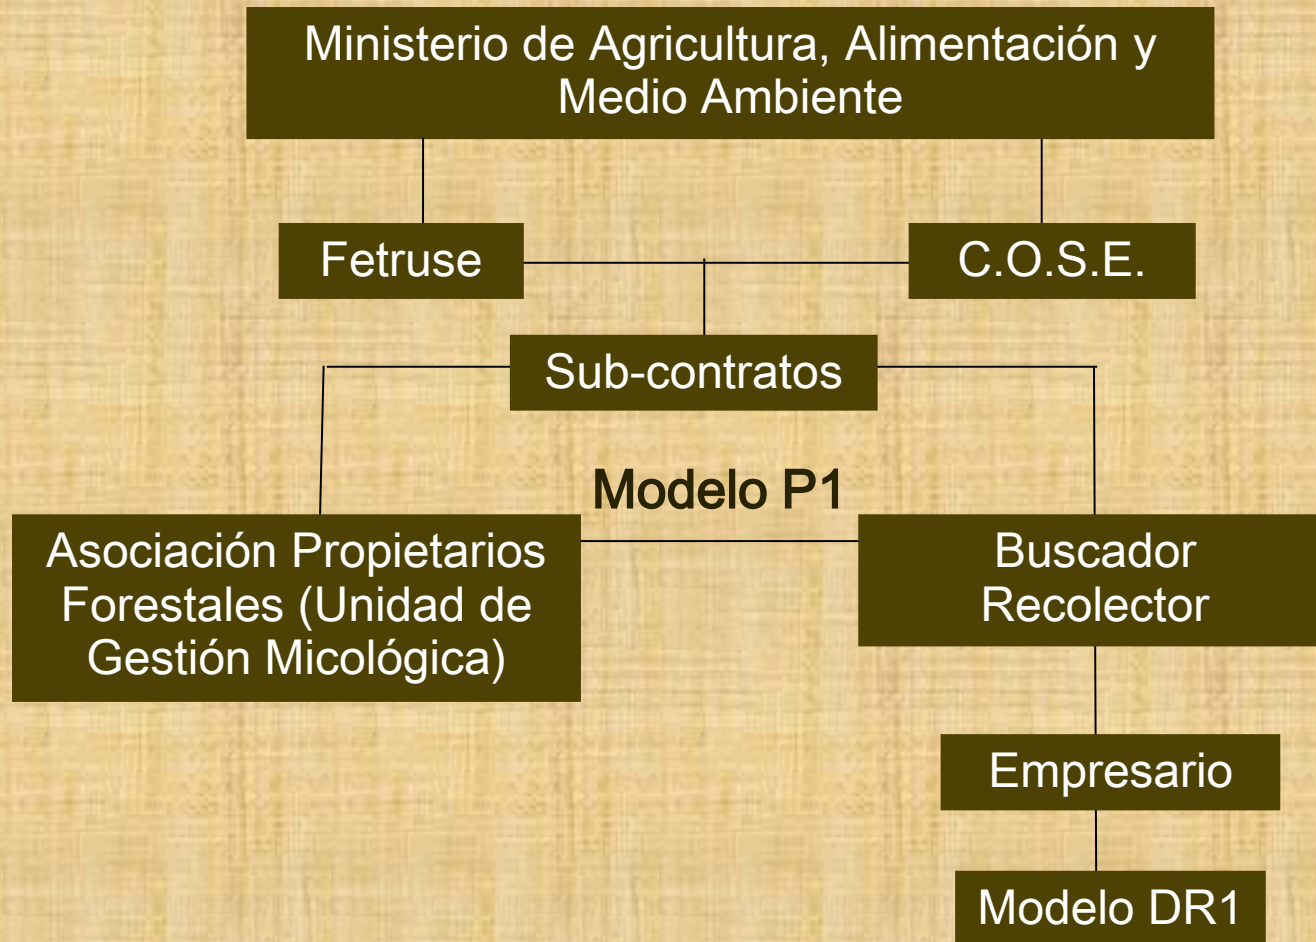 Ministerio de Agricultura, Alimentación y
Medio Ambiente
Fetruse
C.O.S.E.
Sub-contratos
Modelo P1
Asociación Propietarios
Forestales (Unidad de
Gestión Micológica)
Buscador
Recolector
Empresario
Modelo DR1